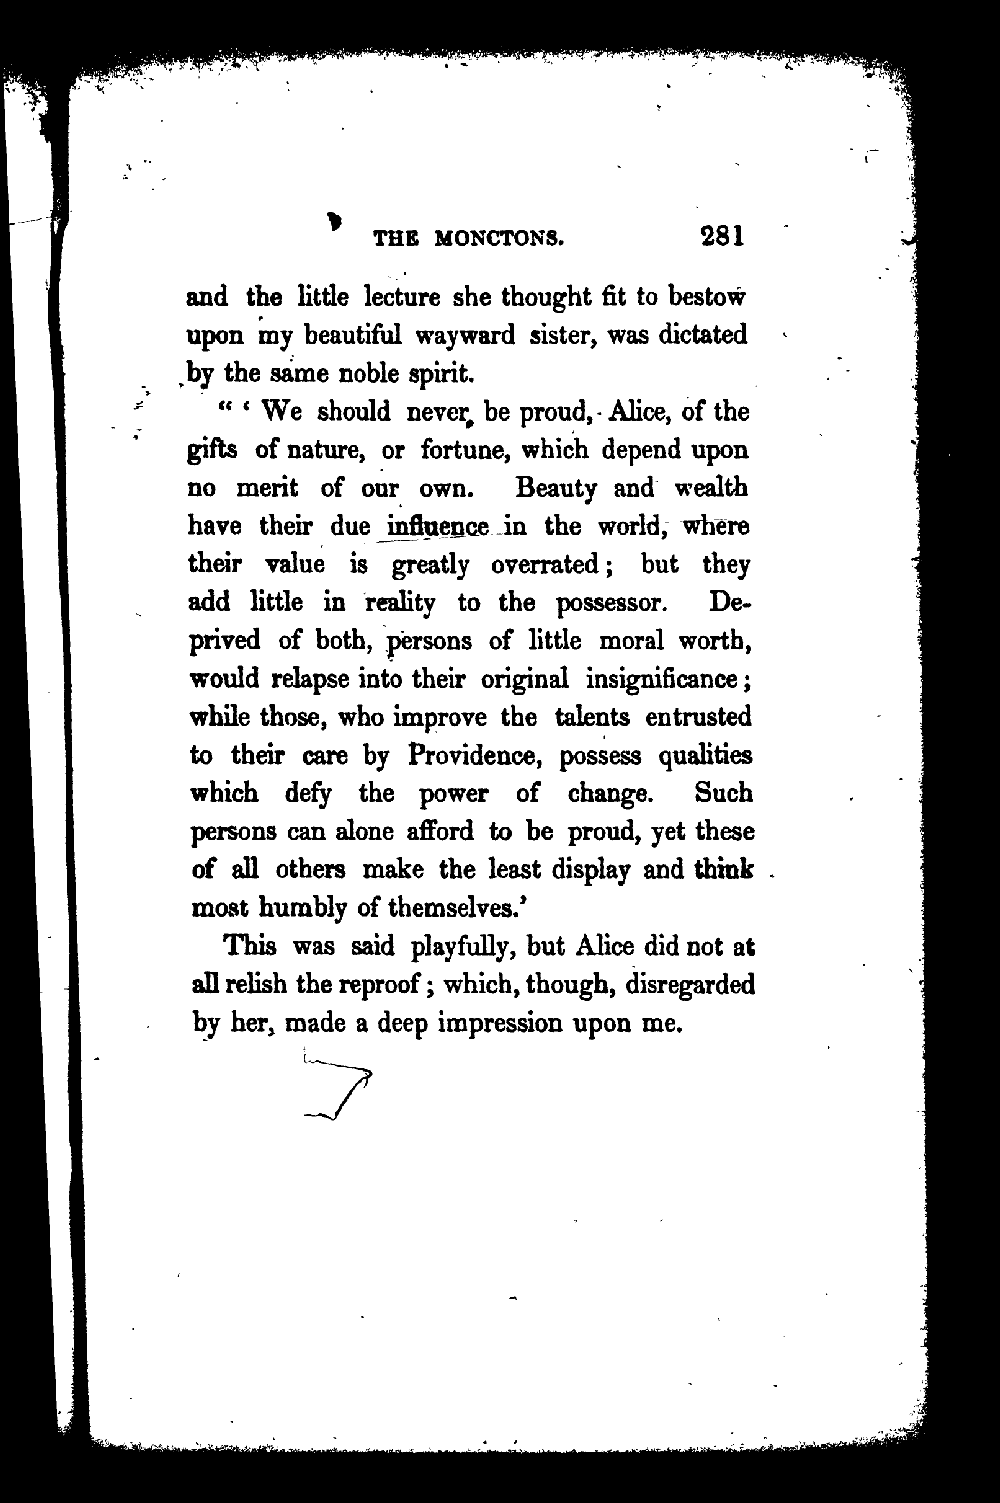 THE MONCTONS. 281
and the little lecture she thought fit to bestow
upon my beautiful wayward sister, was dictated
by the same noble spirit.
“ ‘ We should never, be proud, Alice, of the
gifts of nature, or fortune, which depend upon
no merit of our own. Beauty and wealth
have their due influence in the world, where
their value is greatly overrated ; but they
add little in reality to the possessor. De-
prived of both, persons of little moral worth,
would relapse into their original insignificance ;
while those, who improve the talents entrusted
to their care by Providence, possess qualities
which defy the power of change. Such
persons can alone afford to be proud, yet these
of all others make the least display and think
most humbly of themselves.’
This was said playfully, but Alice did not at
all relish the reproof ; which, though, disregarded
by her, made a deep impression upon me.